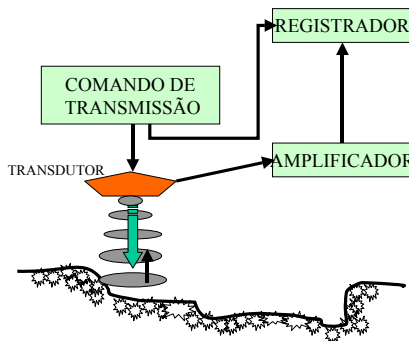 REGISTRADOR
COMANDO DE
TRANSMISSÃO
TRANSDUTOR
AMPLIFICADOR